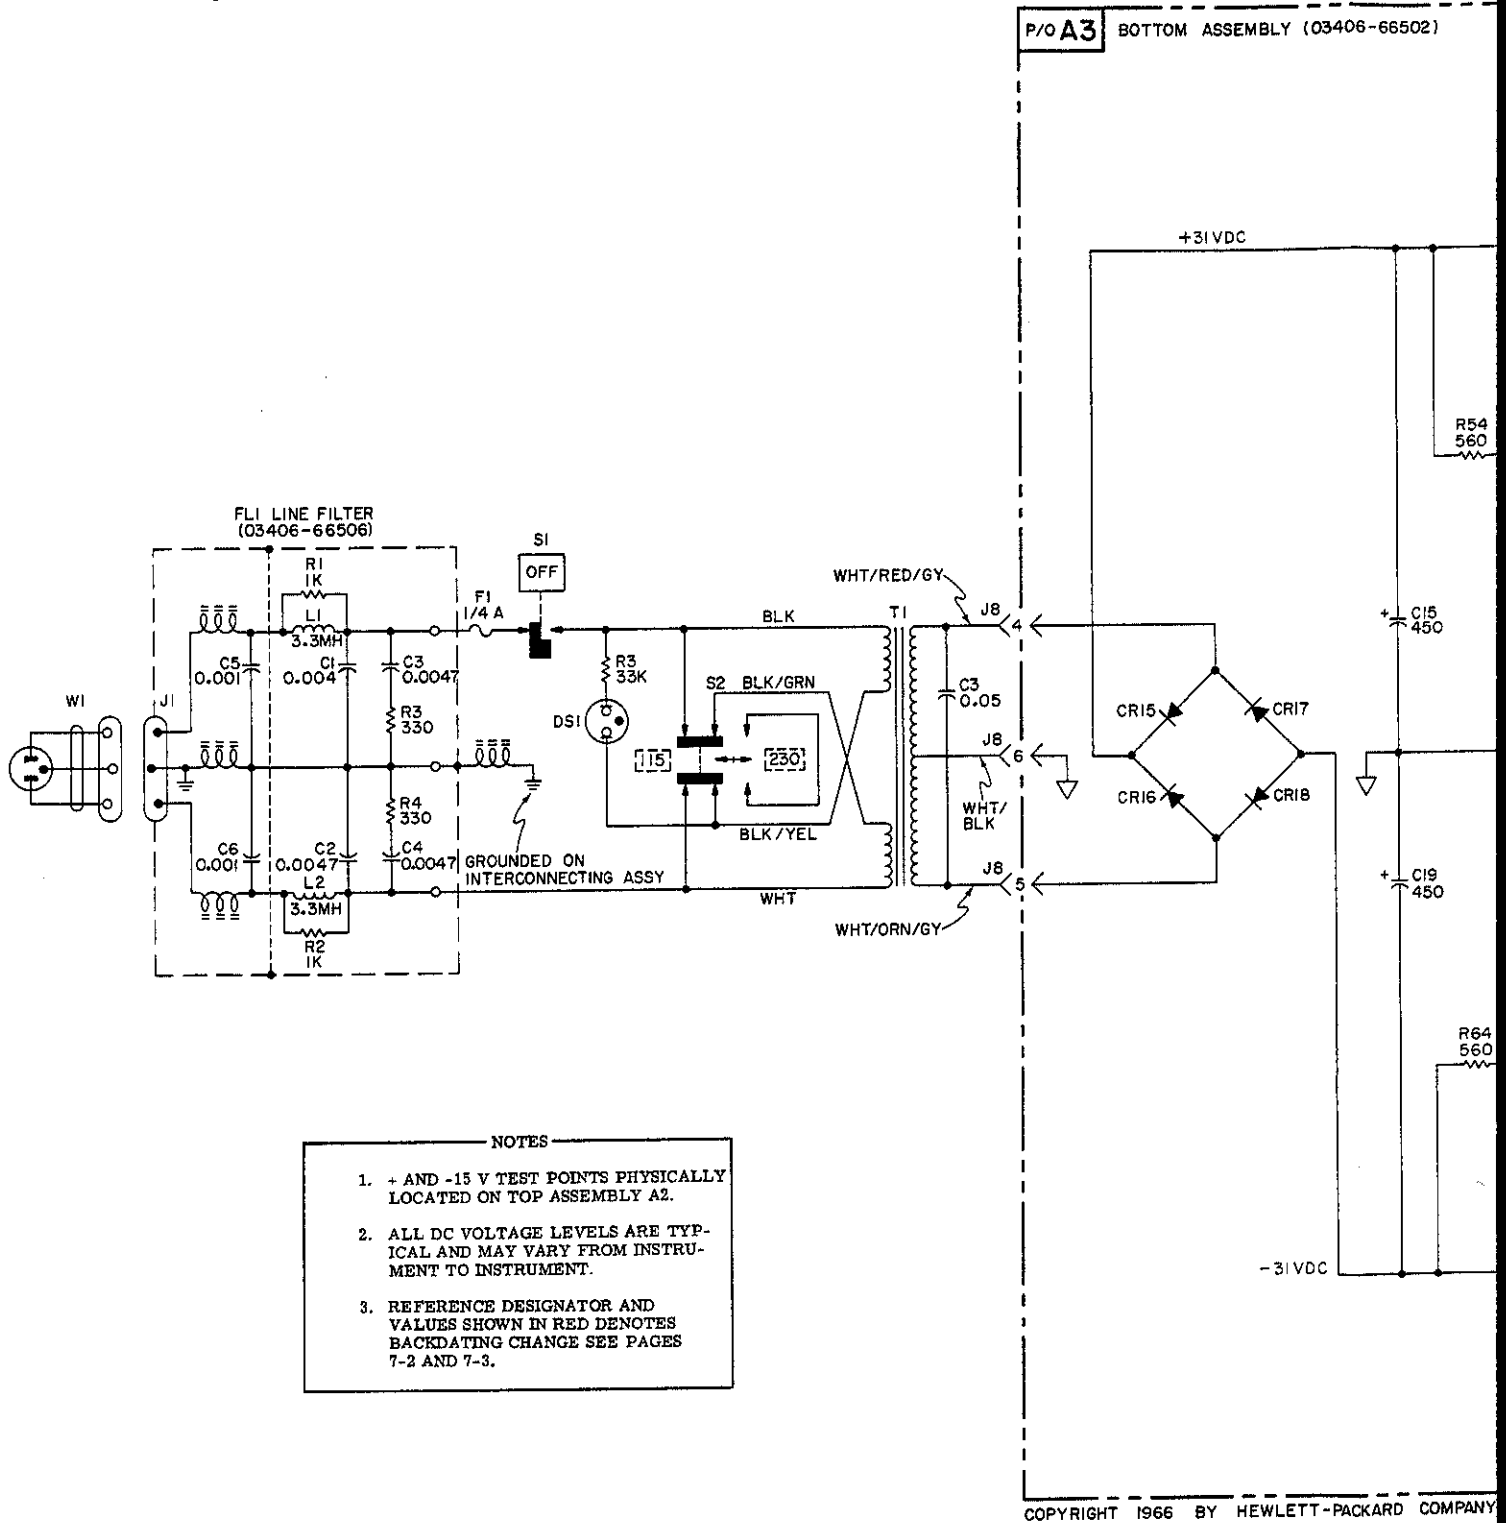 P/O A3 BOTTOM ASSEMBLY (03406-66502)
+31VDC
R54
560
FL1 LINE FILTER
(03406-66506)
R1
1K
L1
3.3MH
C5
0.001
C1
0.004
C3
0.0047
R3
330
R4
330
C6
0.001
C2
0.0047
C4
0.0047
L2
3.3MH
R2
1K
W1
J1
F1
1/4 A
S1
OFF
GROUNDED ON
INTERCONNECTING ASSY
R3
33K
DS1
BLK
S2
BLK/GRN
115
230
BLK/YEL
WHT
T1
WHT/RED/GY
J8
4
C3
0.05
J8
6
WHT/
BLK
J8
5
WHT/ORN/GY
CR15
CR17
CR16
CR18
+
C15
450
+
C19
450
R64
560
-31VDC
NOTES
1. + AND -15 V TEST POINTS PHYSICALLY
LOCATED ON TOP ASSEMBLY A2.
2. ALL DC VOLTAGE LEVELS ARE TYP-
ICAL AND MAY VARY FROM INSTRU-
MENT TO INSTRUMENT.
3. REFERENCE DESIGNATOR AND
VALUES SHOWN IN RED DENOTES
BACKDATING CHANGE SEE PAGES
7-2 AND 7-3.
COPYRIGHT 1966 BY HEWLETT-PACKARD COMPANY